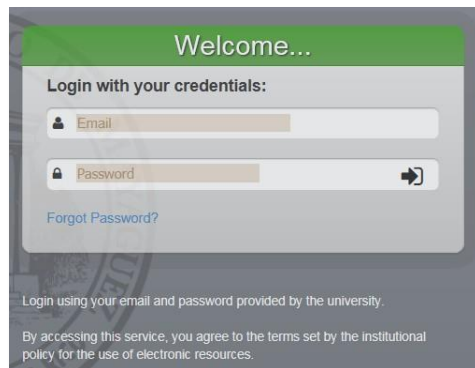 Welcome...
Login with your credentials:
Email
Password
Forgot Password?
Login using your email and password provided by the university.
By accessing this service, you agree to the terms set by the institutional
policy for the use of electronic resources.